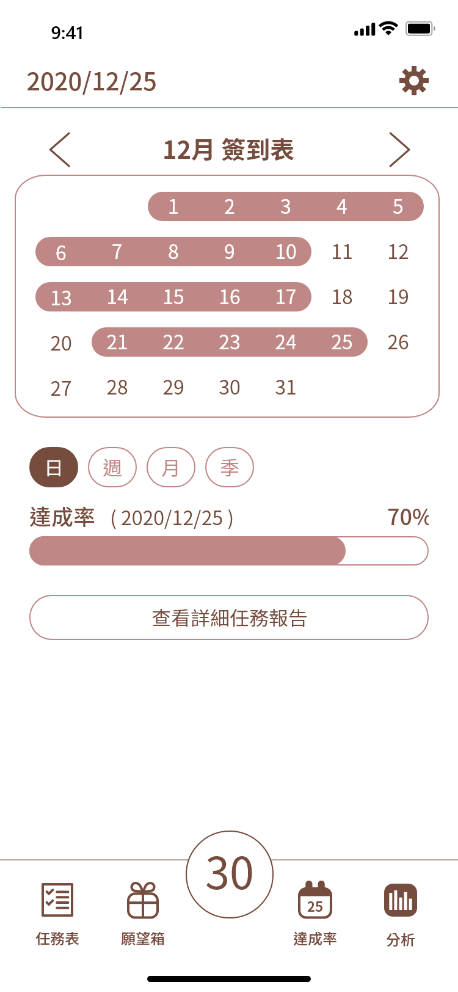 9:41
2020/12/25
12月 簽到表
1 2 3 4 5
6 7 8 9 10 11 12
13 14 15 16 17 18 19
20 21 22 23 24 25 26
27 28 29 30 31
日 週 月 季
達成率 ( 2020/12/25 ) 70%
查看詳細任務報告
30
25
任務表 願望箱 達成率 分析